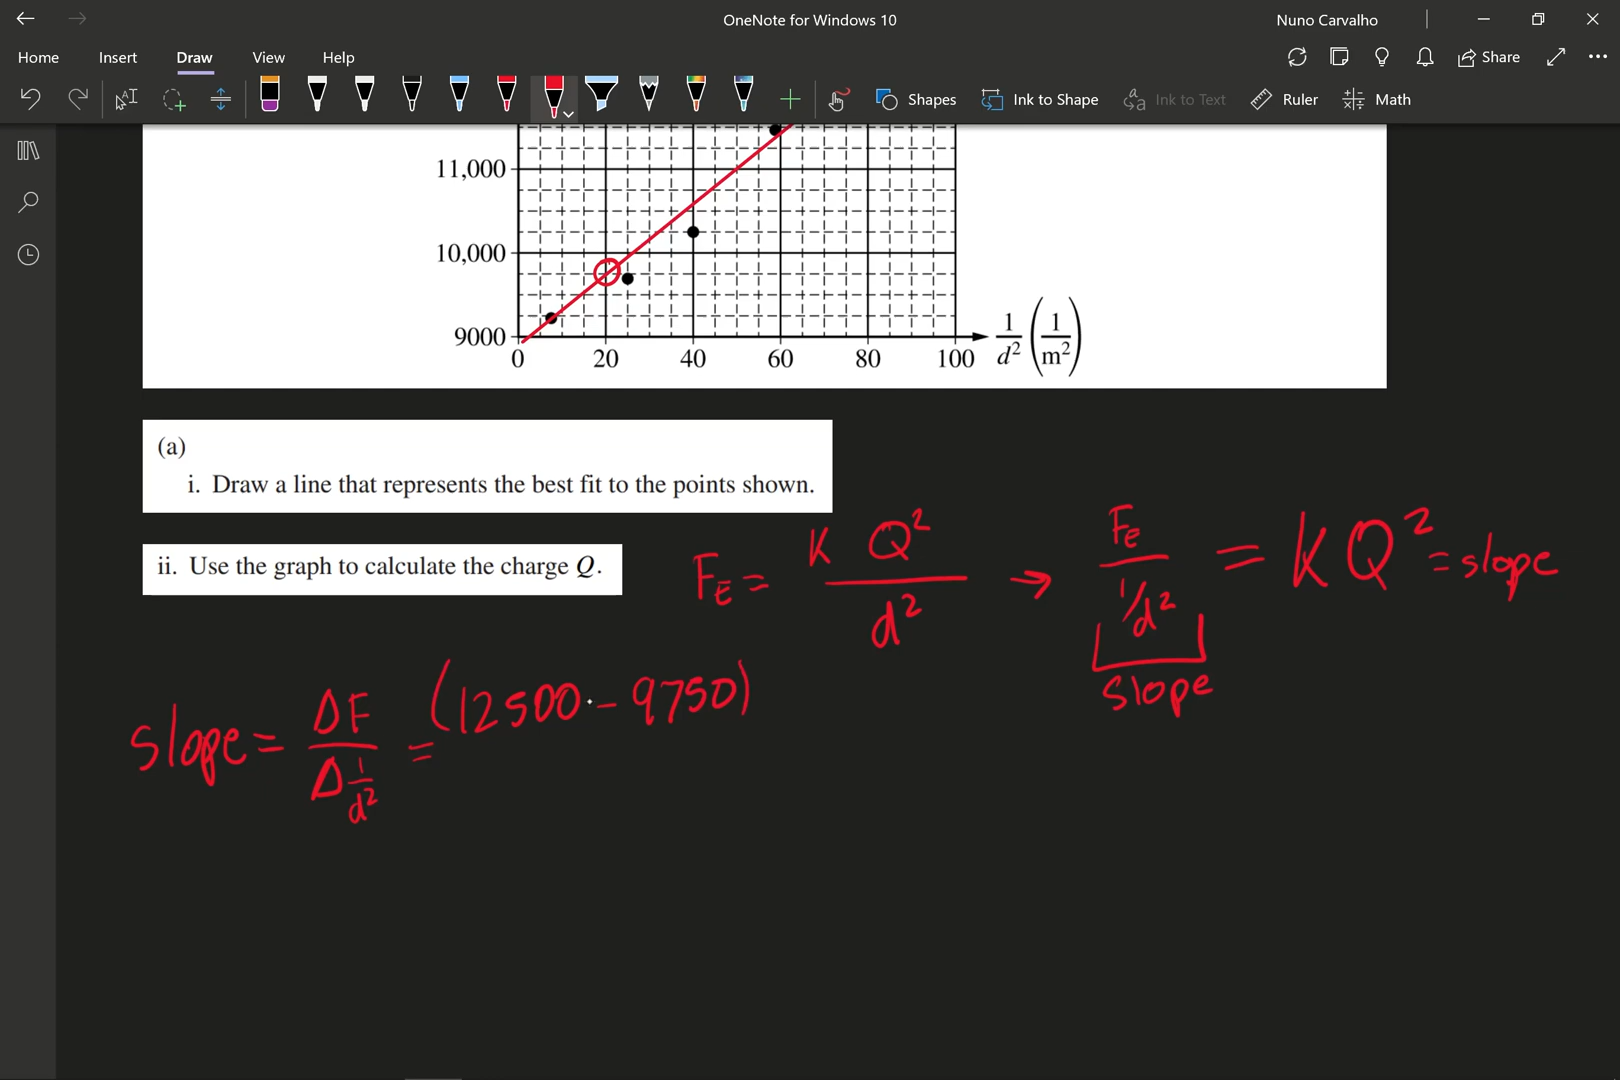 OneNote for Windows 10
Nuno Carvalho
Home Insert Draw View Help
Share
Shapes Ink to Shape Ink to Text Ruler Math
11,000
10,000
9000
0 20 40 60 80 100
1/d² (1/m²)
(a)
i. Draw a line that represents the best fit to the points shown.
ii. Use the graph to calculate the charge Q.
F_E = K Q² / d² → F_E / (1/d²) = K Q² = slope
slope
slope = ΔF / Δ(1/d²) = (12500 - 9750)